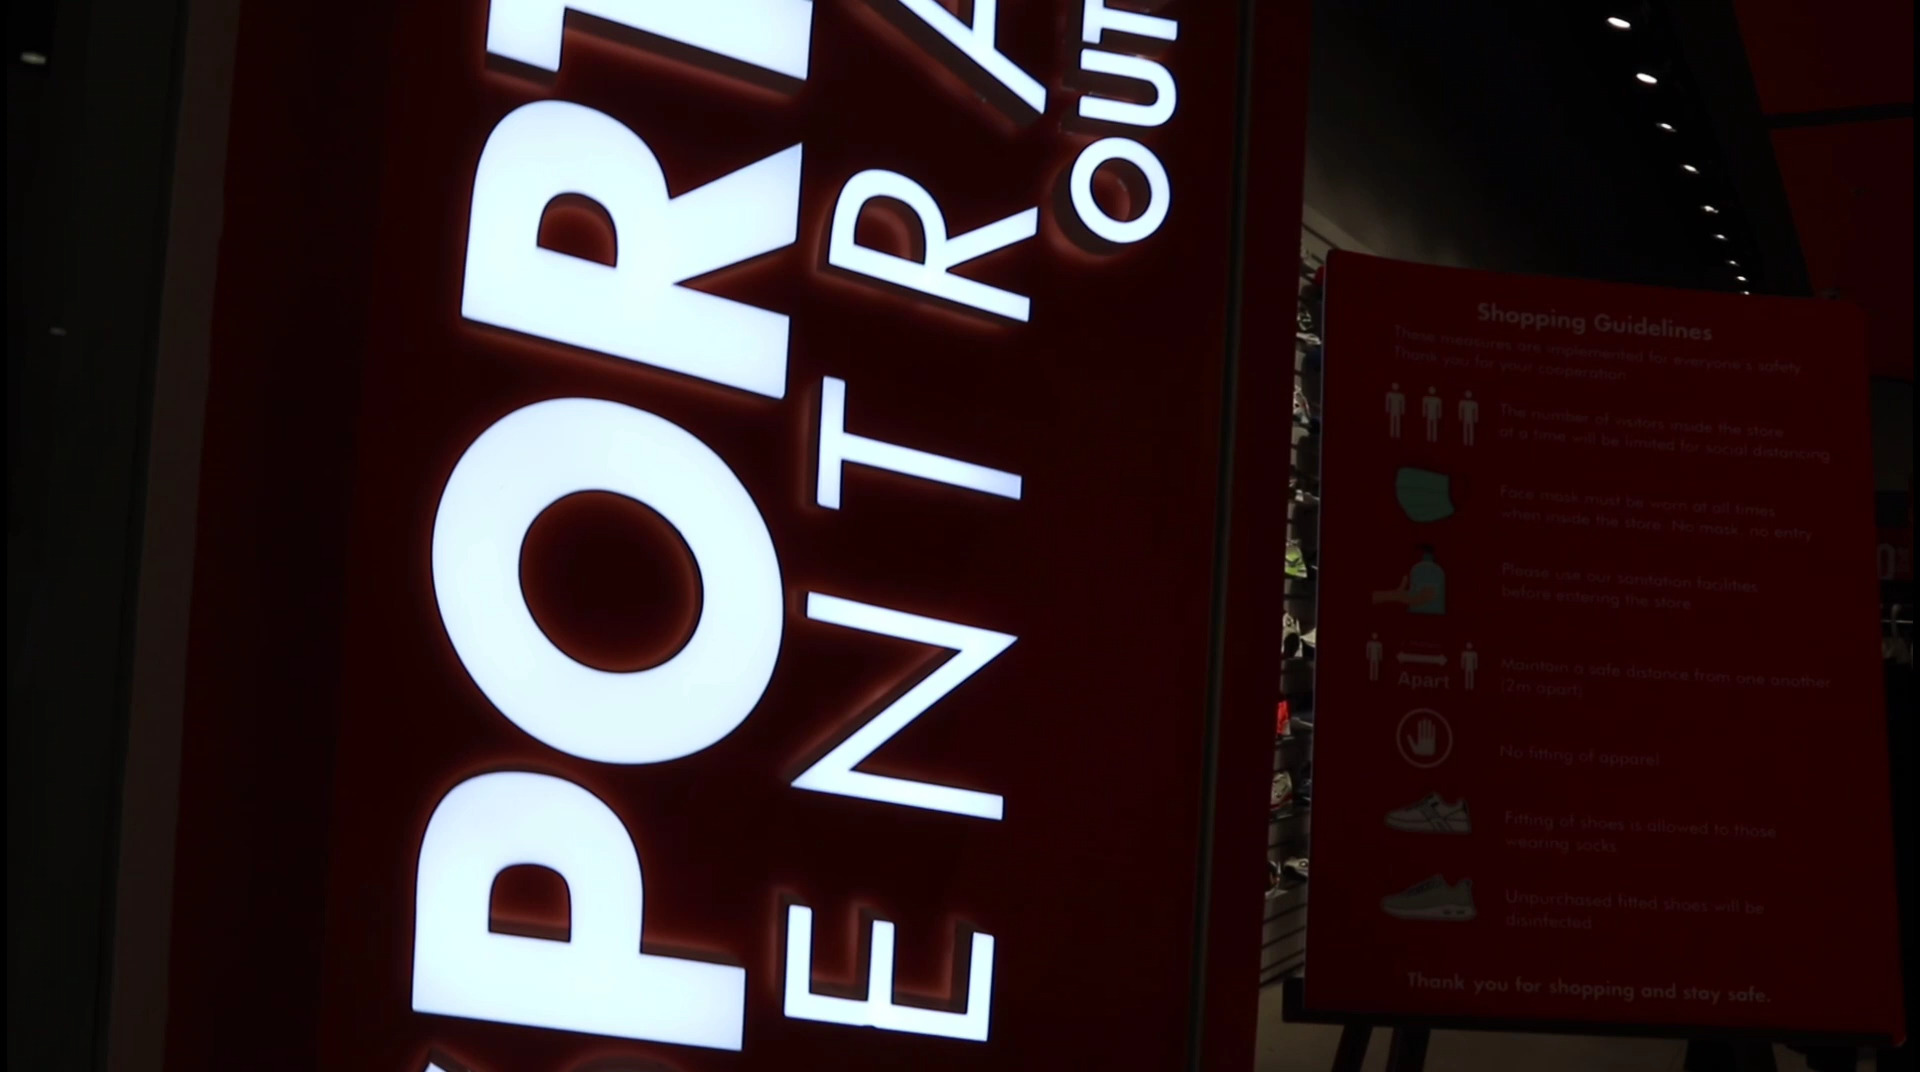 PORT
ENTRA
OUT
Shopping Guidelines
These measures are implemented for everyone's safety.
Thank you for your cooperation.
The number of visitors inside the store
at a time will be limited for social distancing
Face mask must be worn at all times
when inside the store. No mask, no entry
Please use our sanitation facilities
before entering the store
Apart
Maintain a safe distance from one another
(2m apart)
No fitting of apparel
Fitting of shoes is allowed to those
wearing socks
Unpurchased fitted shoes will be
disinfected
Thank you for shopping and stay safe.